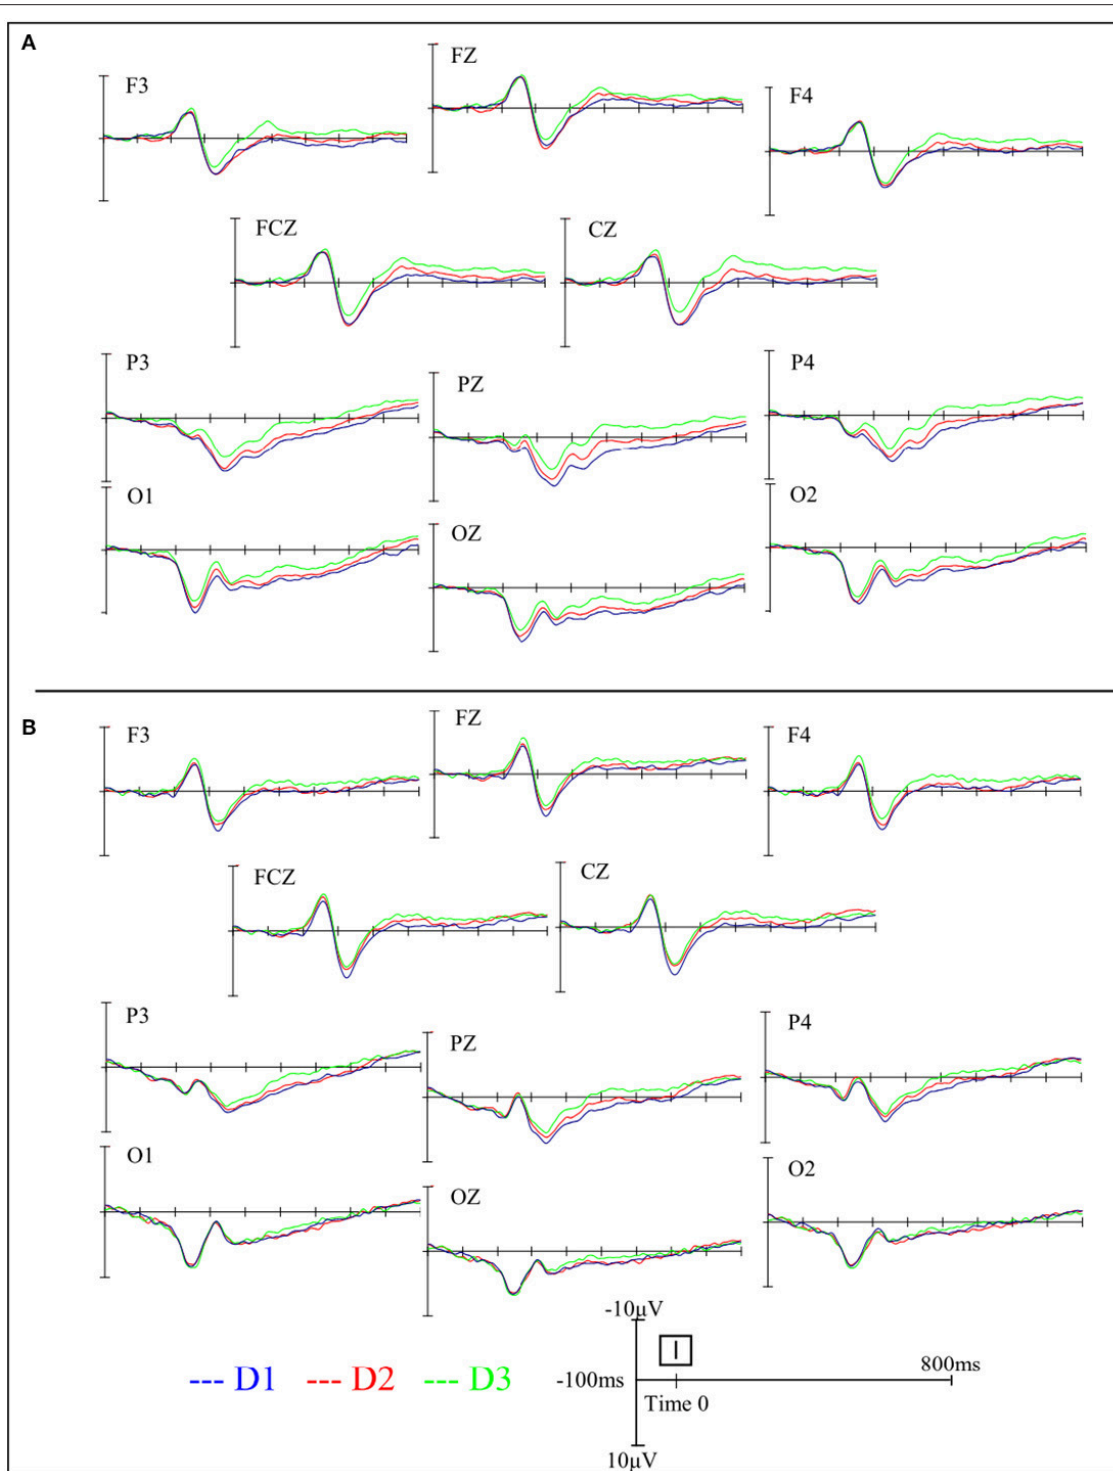 A
F3
FZ
F4
FCZ
CZ
P3
PZ
P4
O1
OZ
O2
B
F3
FZ
F4
FCZ
CZ
P3
PZ
P4
O1
OZ
O2
-10μV
--- D1 --- D2 --- D3
-100ms
800ms
Time 0
10μV